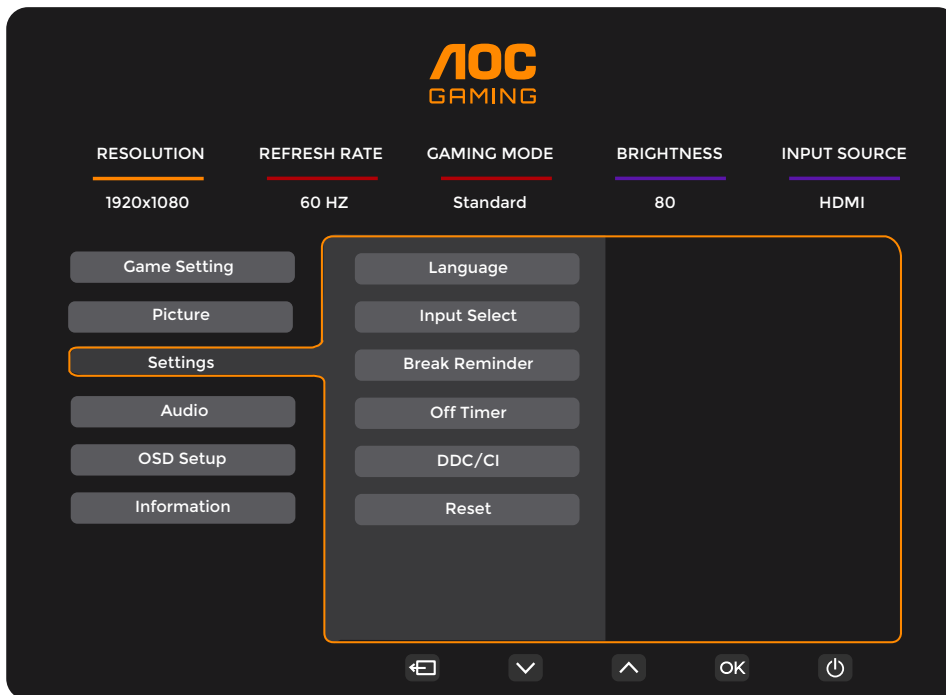 AOC
GAMING
RESOLUTION REFRESH RATE GAMING MODE BRIGHTNESS INPUT SOURCE
1920x1080 60 HZ Standard 80 HDMI
Game Setting Language
Picture Input Select
Settings Break Reminder
Audio Off Timer
OSD Setup DDC/CI
Information Reset
OK